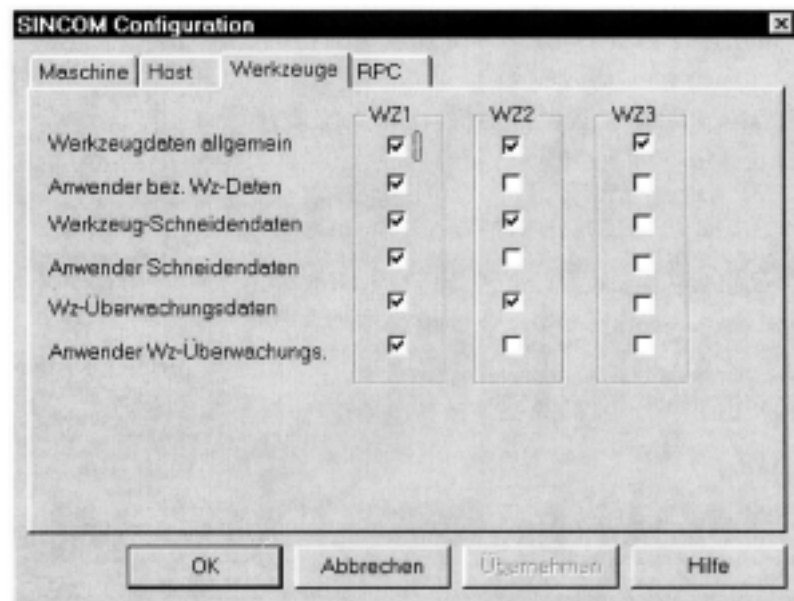 SINCOM Configuration
Maschine Host Werkzeuge RPC
WZ1 WZ2 WZ3
Werkzeugdaten allgemein
Anwender bez. Wz-Daten
Werkzeug-Schneidendaten
Anwender Schneidendaten
Wz-Überwachungsdaten
Anwender Wz-Überwachungs.
OK Abbrechen Übernehmen Hilfe